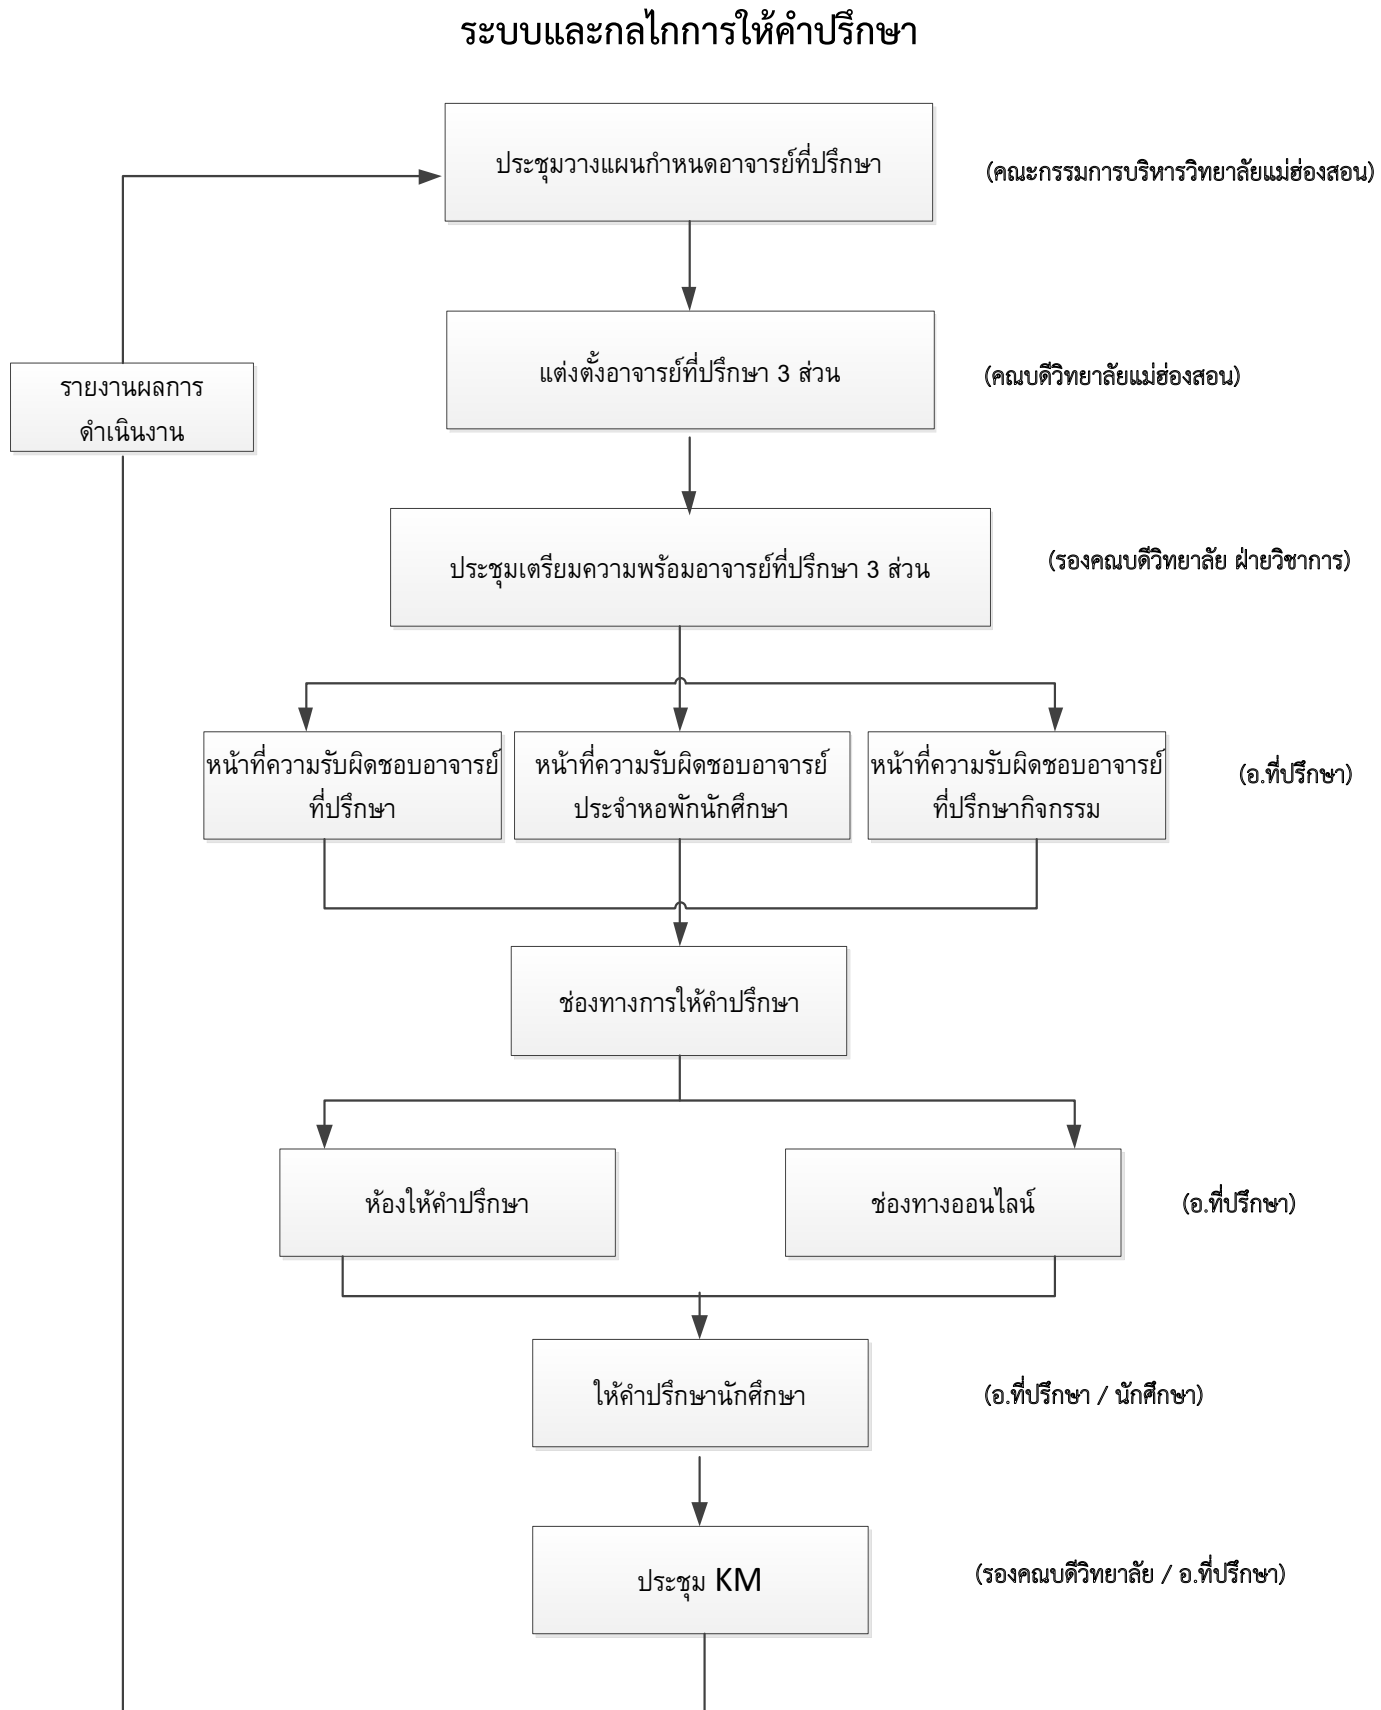 ระบบและกลไกการให้คำปรึกษา
ประชุมวางแผนกำหนดอาจารย์ที่ปรึกษา
(คณะกรรมการบริหารวิทยาลัยแม่ฮ่องสอน)
แต่งตั้งอาจารย์ที่ปรึกษา 3 ส่วน
(คณบดีวิทยาลัยแม่ฮ่องสอน)
รายงานผลการ
ดำเนินงาน
ประชุมเตรียมความพร้อมอาจารย์ที่ปรึกษา 3 ส่วน
(รองคณบดีวิทยาลัย ฝ่ายวิชาการ)
หน้าที่ความรับผิดชอบอาจารย์
ที่ปรึกษา
หน้าที่ความรับผิดชอบอาจารย์
ประจำหอพักนักศึกษา
หน้าที่ความรับผิดชอบอาจารย์
ที่ปรึกษากิจกรรม
(อ.ที่ปรึกษา)
ช่องทางการให้คำปรึกษา
ห้องให้คำปรึกษา
ช่องทางออนไลน์
(อ.ที่ปรึกษา)
ให้คำปรึกษานักศึกษา
(อ.ที่ปรึกษา / นักศึกษา)
ประชุม KM
(รองคณบดีวิทยาลัย / อ.ที่ปรึกษา)